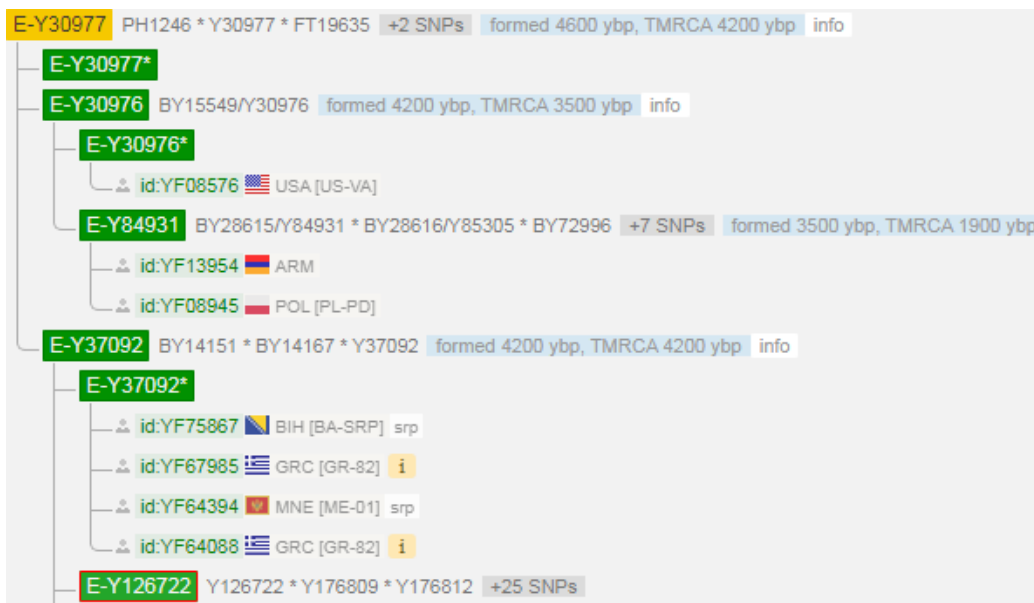 E-Y30977 PH1246 * Y30977 * FT19635 +2 SNPs formed 4600 ybp, TMRCA 4200 ybp info
E-Y30977*
E-Y30976 BY15549/Y30976 formed 4200 ybp, TMRCA 3500 ybp info
E-Y30976*
id:YF08576 USA [US-VA]
E-Y84931 BY28615/Y84931 * BY28616/Y85305 * BY72996 +7 SNPs formed 3500 ybp, TMRCA 1900 ybp
id:YF13954 ARM
id:YF08945 POL [PL-PD]
E-Y37092 BY14151 * BY14167 * Y37092 formed 4200 ybp, TMRCA 4200 ybp info
E-Y37092*
id:YF75867 BIH [BA-SRP] srp
id:YF67985 GRC [GR-82] i
id:YF64394 MNE [ME-01] srp
id:YF64088 GRC [GR-82] i
E-Y126722 Y126722 * Y176809 * Y176812 +25 SNPs